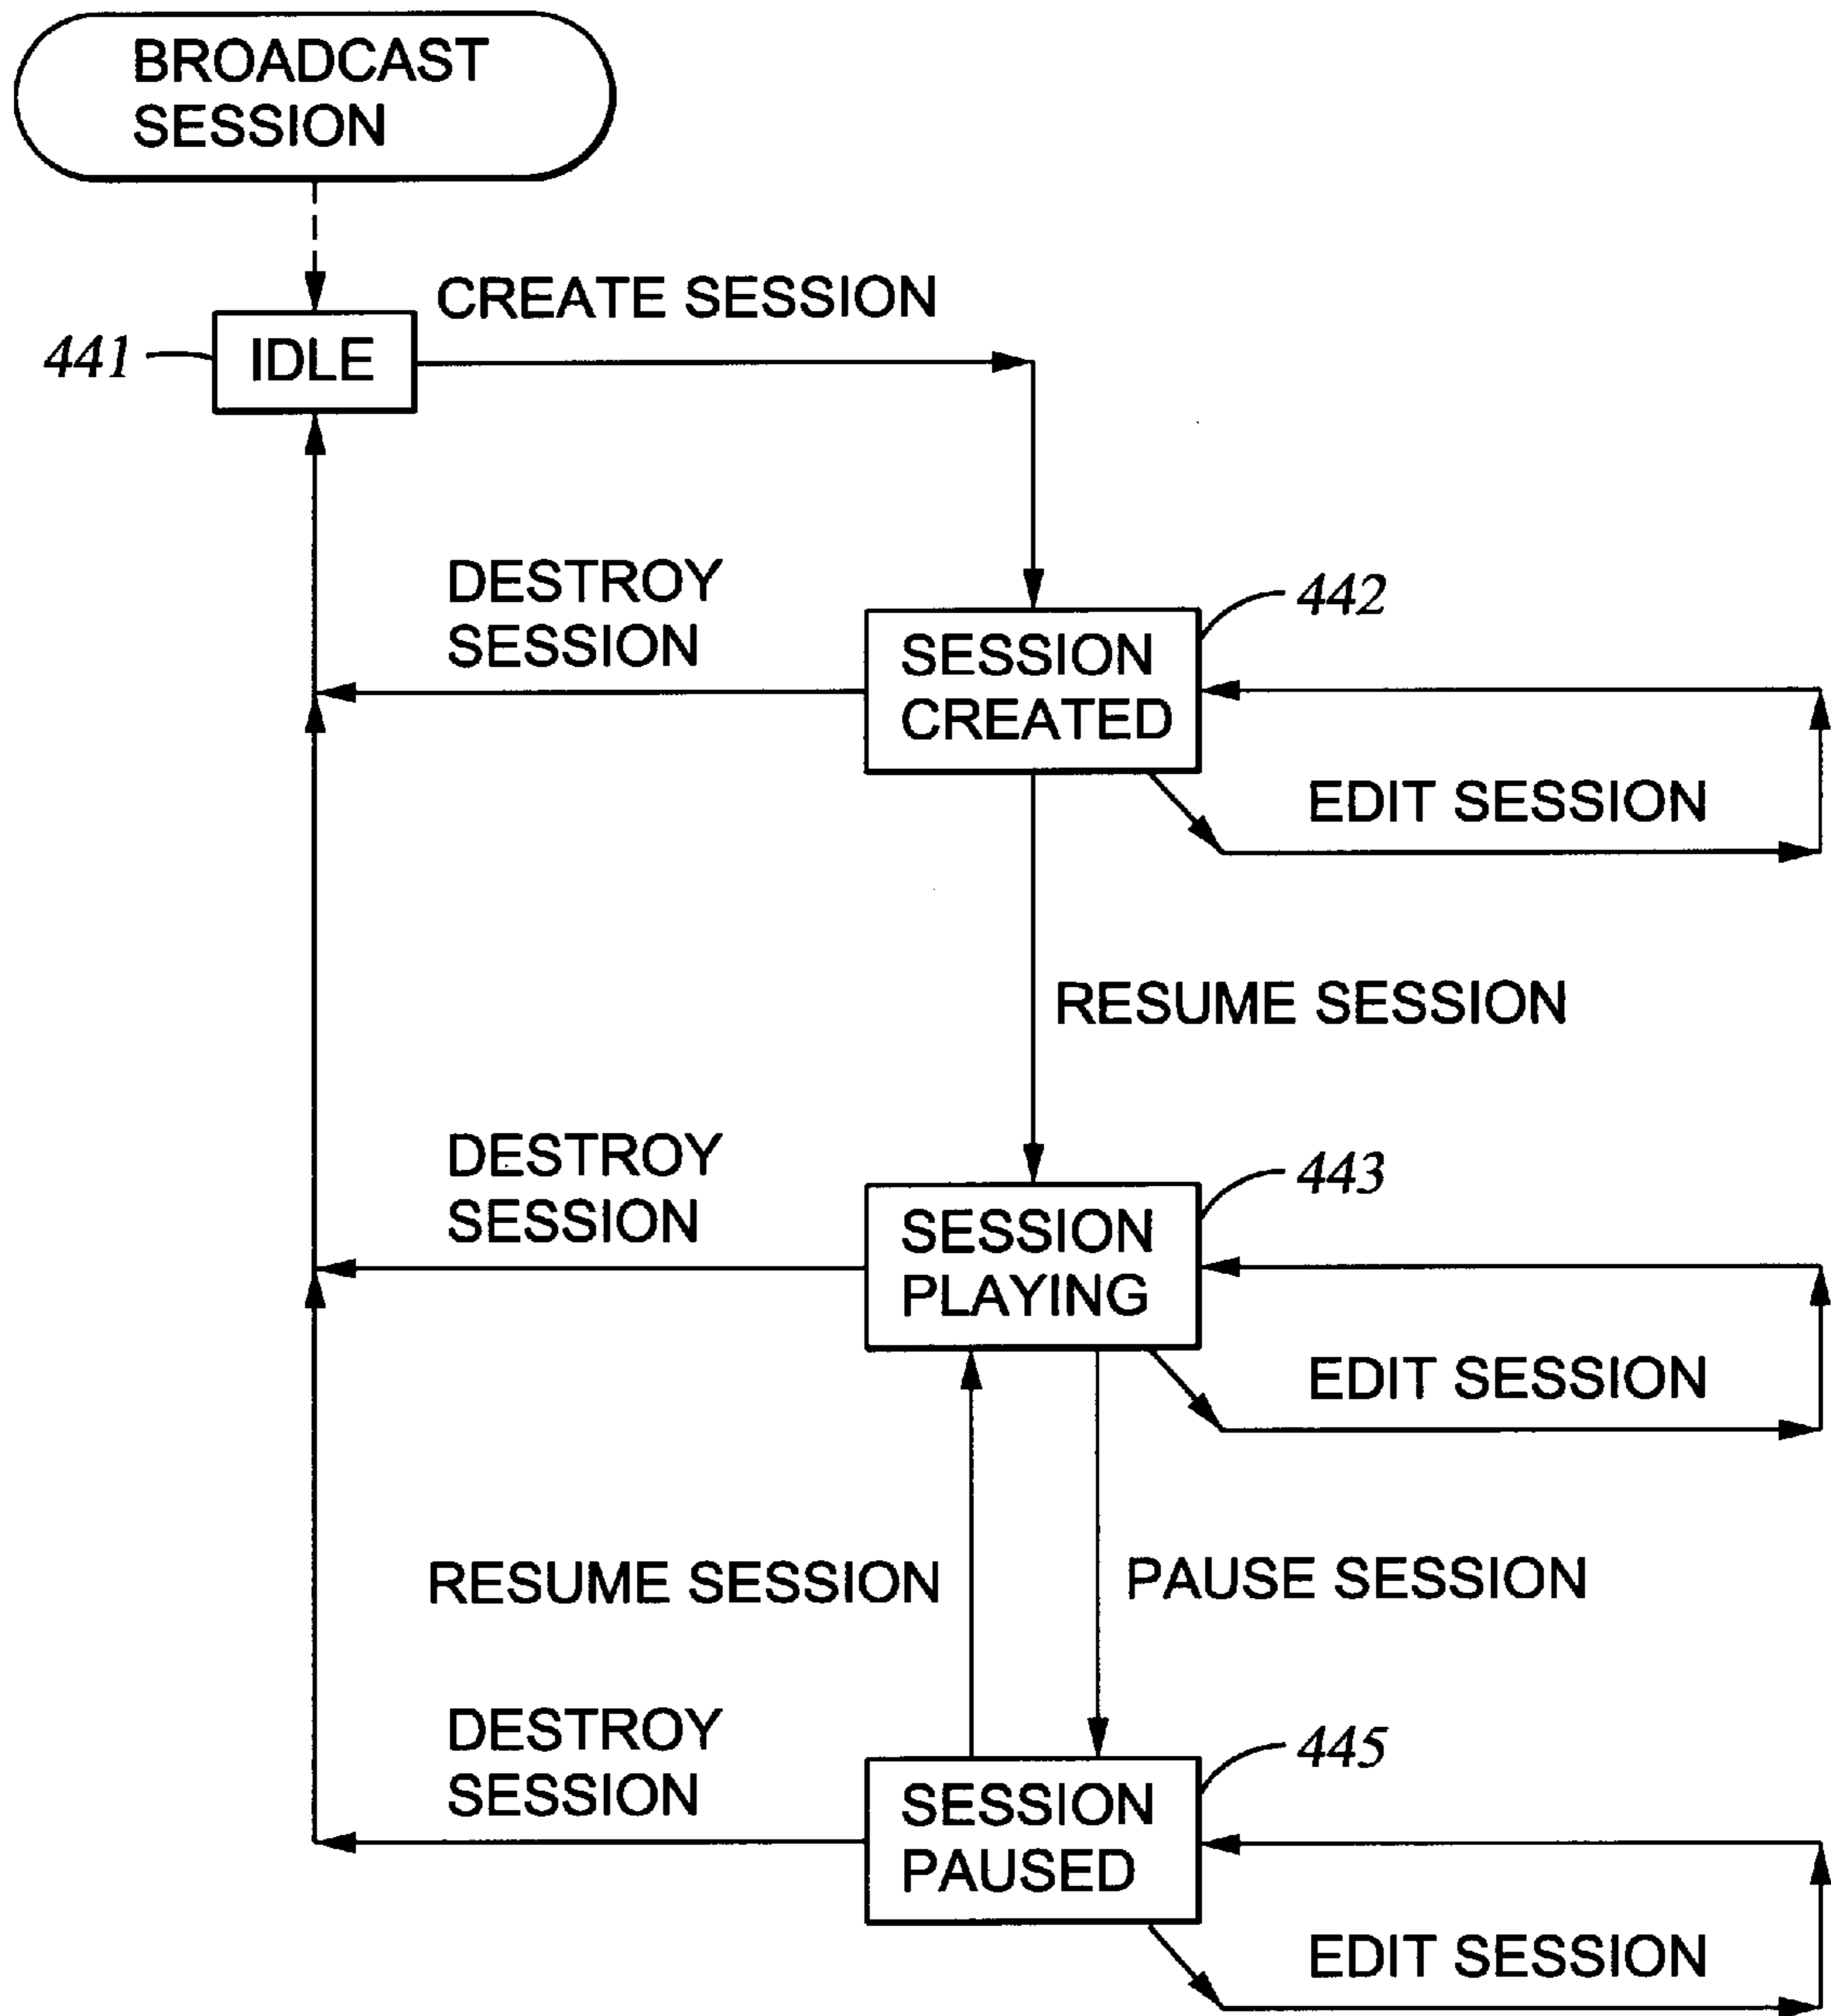 BROADCAST
SESSION
CREATE SESSION
441
IDLE
DESTROY
SESSION
442
SESSION
CREATED
EDIT SESSION
RESUME SESSION
DESTROY
SESSION
443
SESSION
PLAYING
EDIT SESSION
RESUME SESSION
PAUSE SESSION
DESTROY
SESSION
445
SESSION
PAUSED
EDIT SESSION